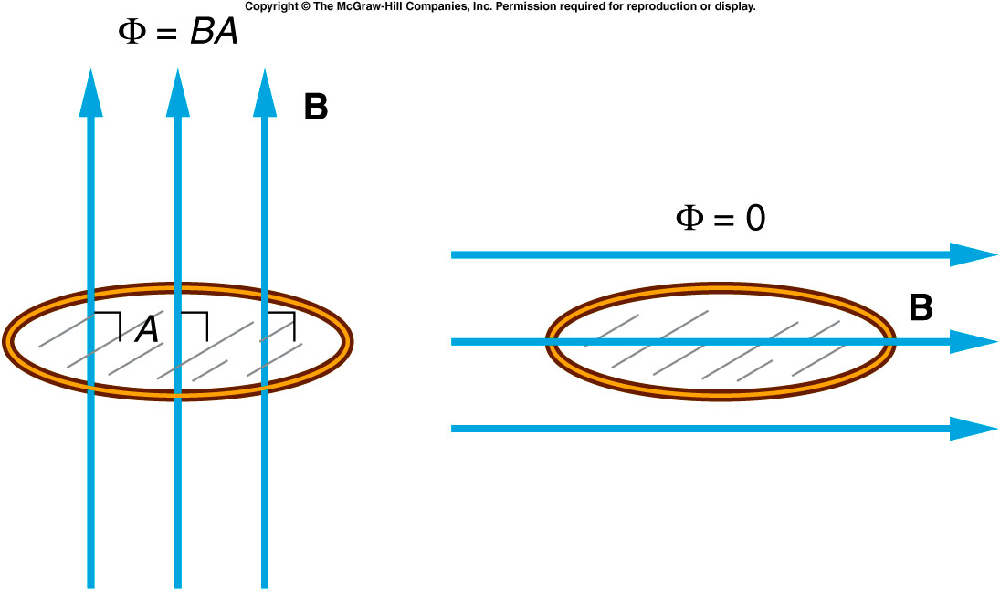 Copyright © The McGraw-Hill Companies, Inc. Permission required for reproduction or display.
Φ = BA
B
A
Φ = 0
B